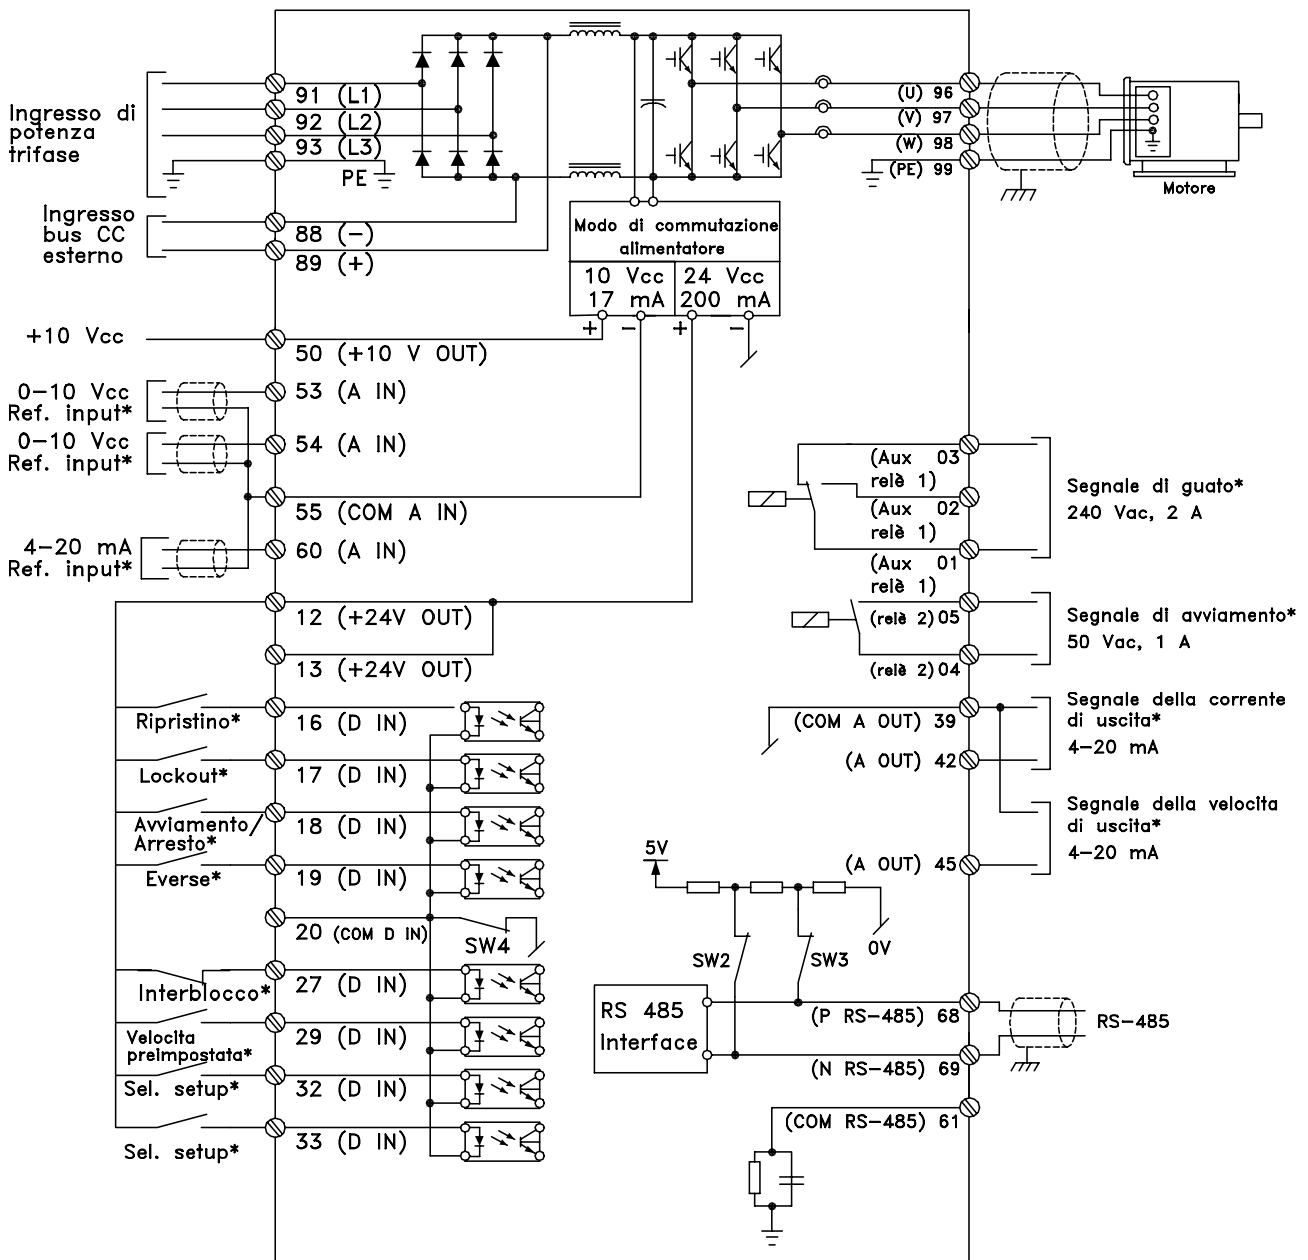 Ingresso di
potenza
trifase
91 (L1)
92 (L2)
93 (L3)
PE
Ingresso
bus CC
esterno
88 (−)
89 (+)
Modo di commutazione
alimentatore
10 Vcc
17 mA
24 Vcc
200 mA
+ − + −
(U) 96
(V) 97
(W) 98
(PE) 99
Motore
+10 Vcc
50 (+10 V OUT)
0−10 Vcc
Ref. input*
53 (A IN)
0−10 Vcc
Ref. input*
54 (A IN)
55 (COM A IN)
4−20 mA
Ref. input*
60 (A IN)
12 (+24V OUT)
13 (+24V OUT)
Ripristino*
16 (D IN)
Lockout*
17 (D IN)
Avviamento/
Arresto*
18 (D IN)
Everse*
19 (D IN)
20 (COM D IN)
SW4
Interblocco*
27 (D IN)
Velocita
preimpostata*
29 (D IN)
Sel. setup*
32 (D IN)
Sel. setup*
33 (D IN)
(Aux 03
relè 1)
(Aux 02
relè 1)
(Aux 01
relè 1)
Segnale di guato*
240 Vac, 2 A
(relè 2) 05
(relè 2) 04
Segnale di avviamento*
50 Vac, 1 A
(COM A OUT) 39
(A OUT) 42
Segnale della corrente
di uscita*
4−20 mA
(A OUT) 45
Segnale della velocita
di uscita*
4−20 mA
5V
0V
SW2
SW3
RS 485
Interface
(P RS−485) 68
(N RS−485) 69
RS−485
(COM RS−485) 61